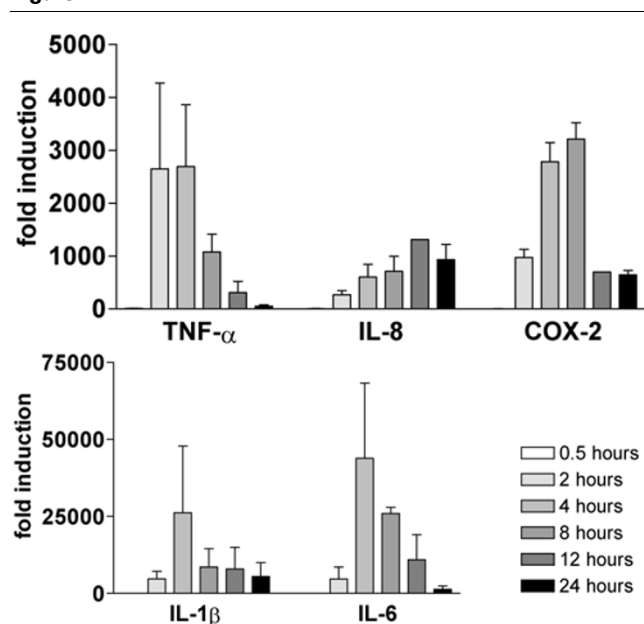 5000
4000
3000
2000
1000
0
fold induction
TNF-α IL-8 COX-2
75000
50000
25000
0
fold induction
IL-1β IL-6
0.5 hours
2 hours
4 hours
8 hours
12 hours
24 hours